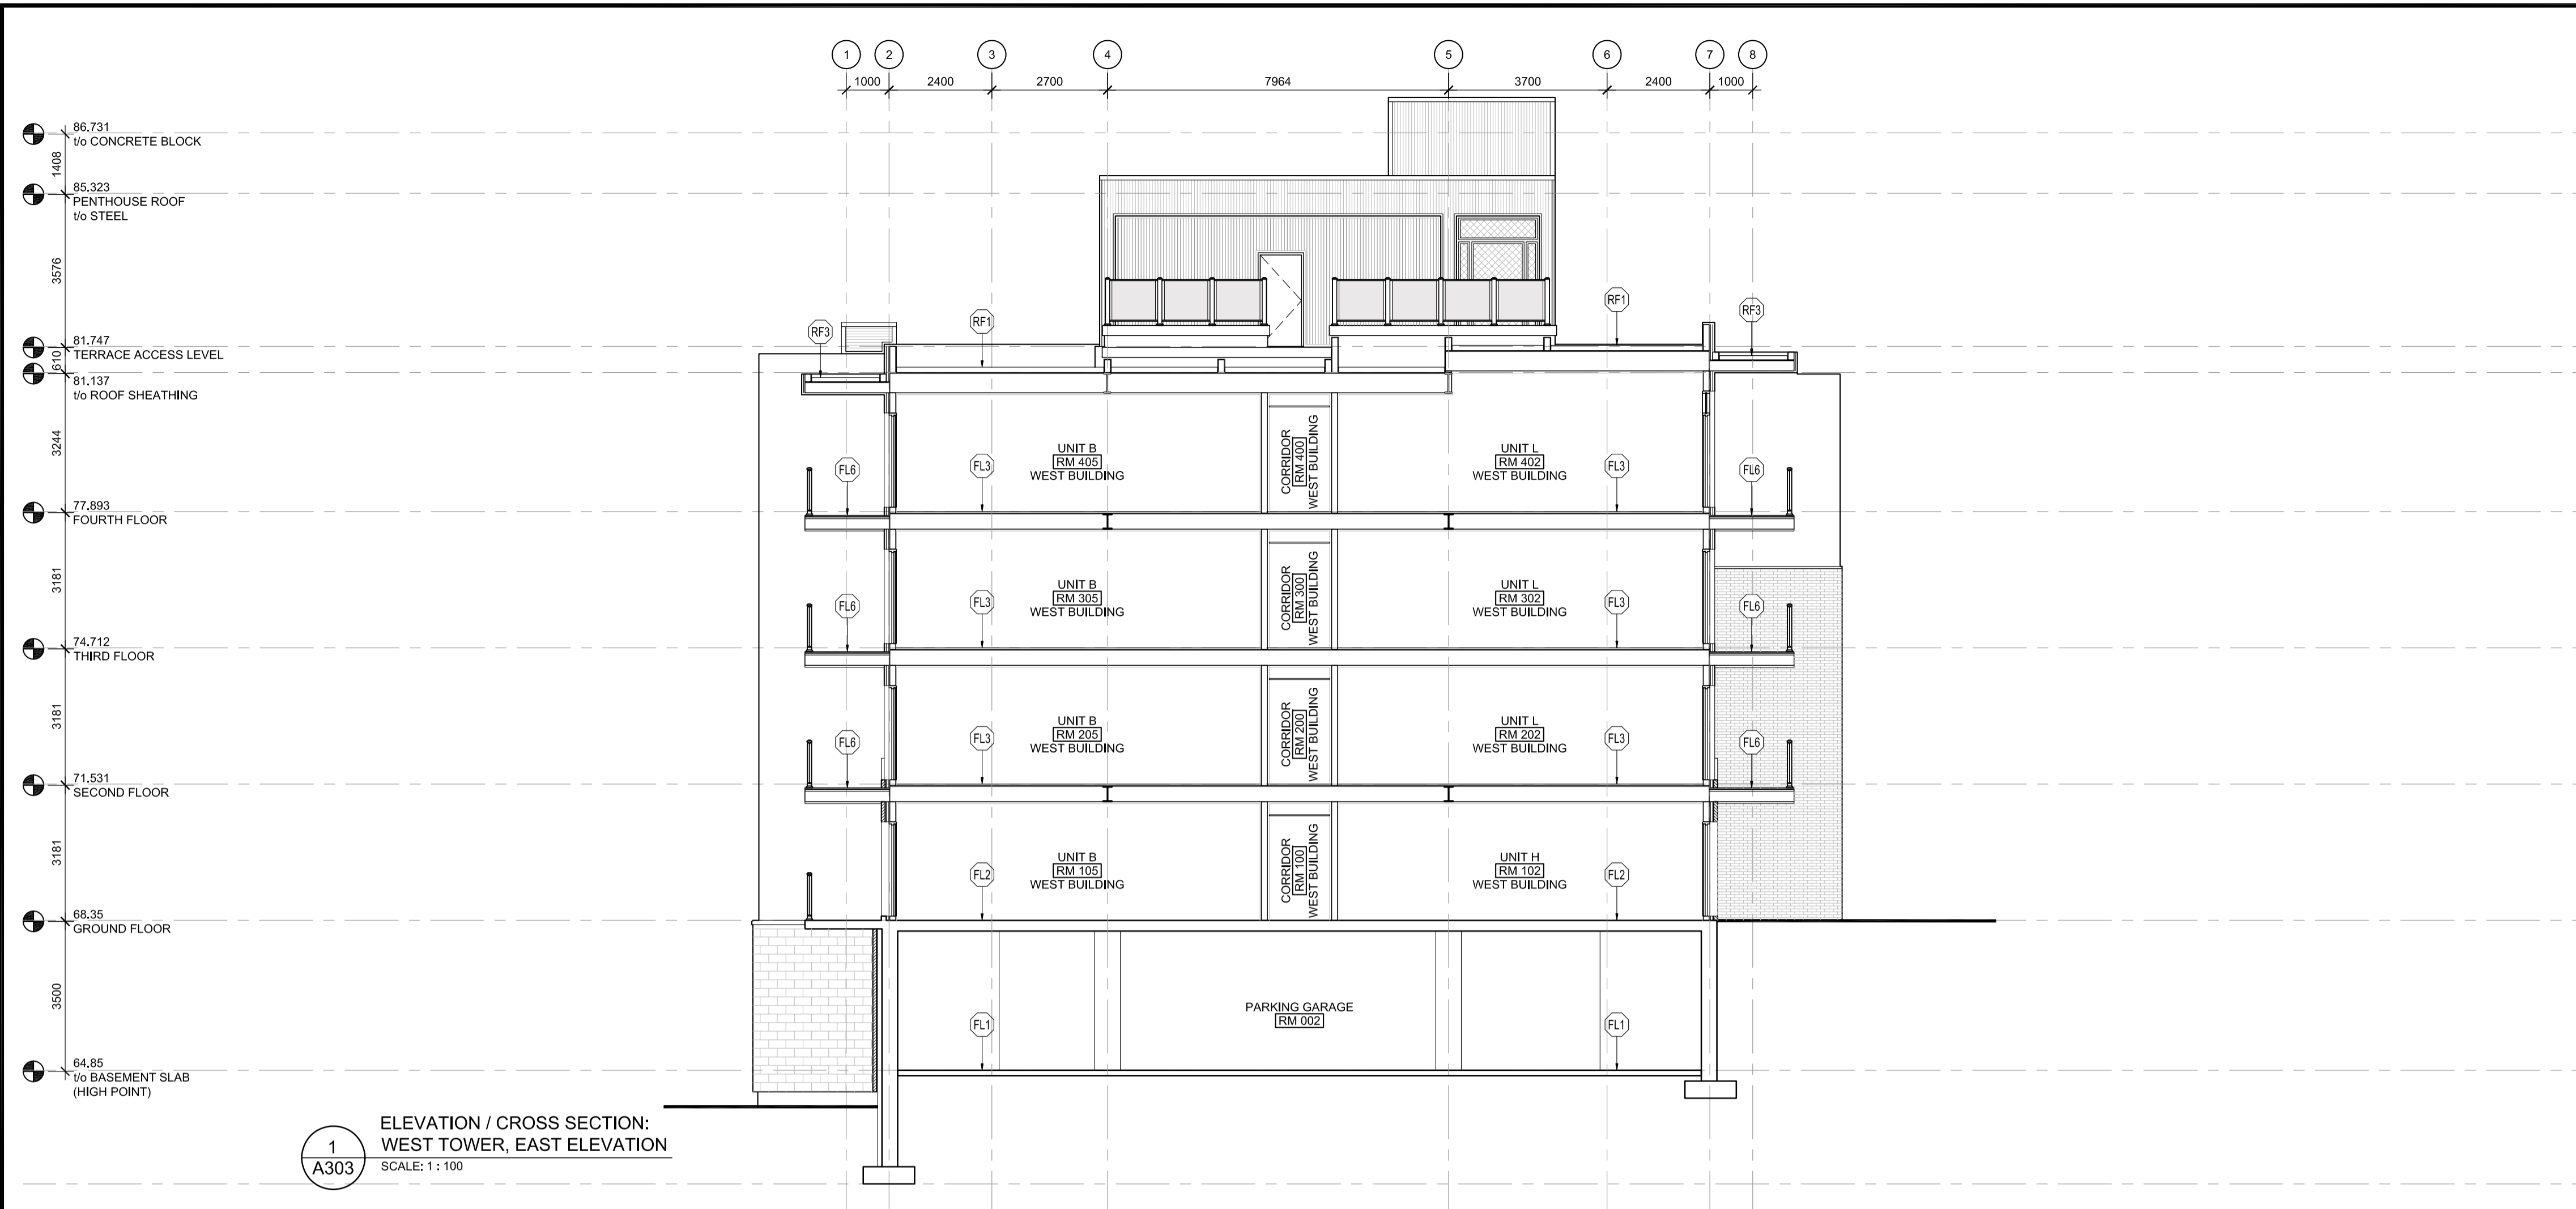 1 2 3 4 5 6 7 8
1000 2400 2700 7964 3700 2400 1000
86.731
t/o CONCRETE BLOCK
1408
85.323
PENTHOUSE ROOF
t/o STEEL
3576
81.747
TERRACE ACCESS LEVEL
610
81.137
t/o ROOF SHEATHING
3244
77.893
FOURTH FLOOR
3181
74.712
THIRD FLOOR
3181
71.531
SECOND FLOOR
3181
68.35
GROUND FLOOR
3500
64.85
t/o BASEMENT SLAB
(HIGH POINT)
RF3
RF1
RF1
RF3
FL6
FL3
UNIT B
RM 405
WEST BUILDING
CORRIDOR
RM 400
WEST BUILDING
UNIT L
RM 402
WEST BUILDING
FL3
FL6
FL6
FL3
UNIT B
RM 305
WEST BUILDING
CORRIDOR
RM 300
WEST BUILDING
UNIT L
RM 302
WEST BUILDING
FL3
FL6
FL6
FL3
UNIT B
RM 205
WEST BUILDING
CORRIDOR
RM 200
WEST BUILDING
UNIT L
RM 202
WEST BUILDING
FL3
FL6
FL2
UNIT B
RM 105
WEST BUILDING
CORRIDOR
RM 100
WEST BUILDING
UNIT H
RM 102
WEST BUILDING
FL2
FL1
PARKING GARAGE
RM 002
FL1
1
A303
ELEVATION / CROSS SECTION:
WEST TOWER, EAST ELEVATION
SCALE: 1 : 100